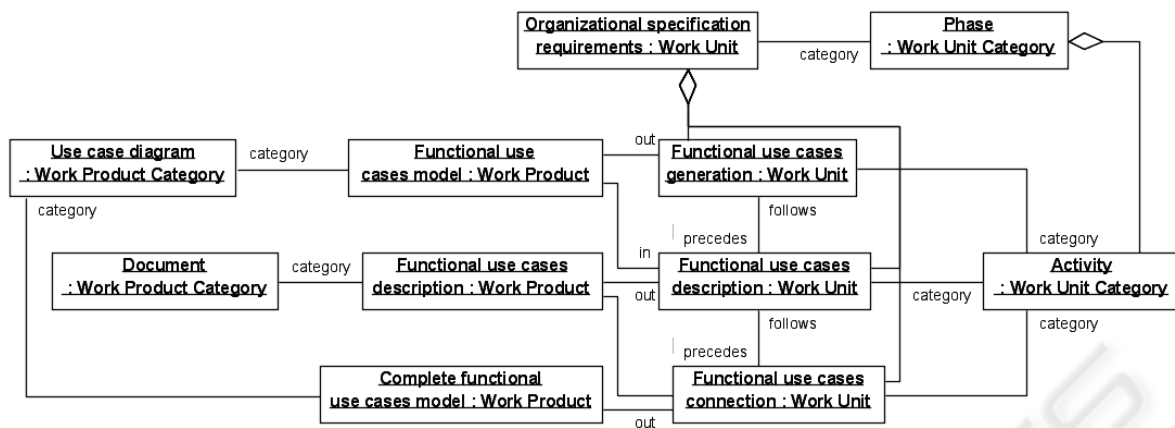 Organizational specification
requirements : Work Unit
Phase
: Work Unit Category
category
out
Use case diagram
: Work Product Category
category
Functional use
cases model : Work Product
Functional use cases
generation : Work Unit
category
follows
precedes
in
category
Document
: Work Product Category
category
Functional use cases
description : Work Product
out
Functional use cases
description : Work Unit
category
Activity
: Work Unit Category
follows
category
precedes
Complete functional
use cases model : Work Product
out
Functional use cases
connection : Work Unit